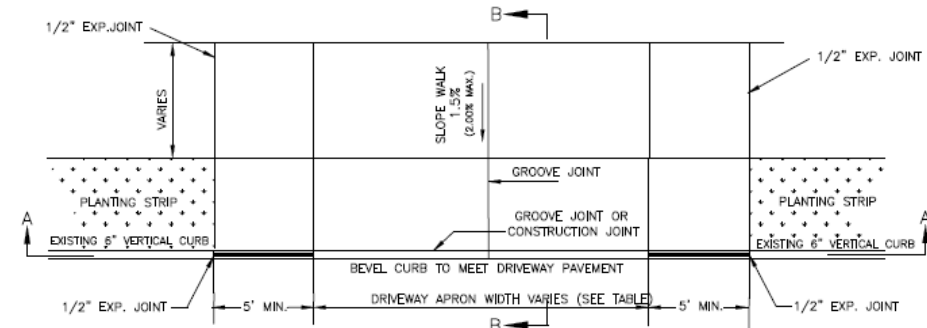 B
1/2" EXP.JOINT
1/2" EXP. JOINT
VARIES
SLOPE WALK
1.5%
(2.00% MAX.)
GROOVE JOINT
PLANTING STRIP
PLANTING STRIP
A
GROOVE JOINT OR
CONSTRUCTION JOINT
A
EXISTING 6" VERTICAL CURB
EXISTING 6" VERTICAL CURB
BEVEL CURB TO MEET DRIVEWAY PAVEMENT
1/2" EXP. JOINT
5' MIN.
DRIVEWAY APRON WIDTH VARIES (SEE TABLE)
5' MIN.
1/2" EXP. JOINT
B